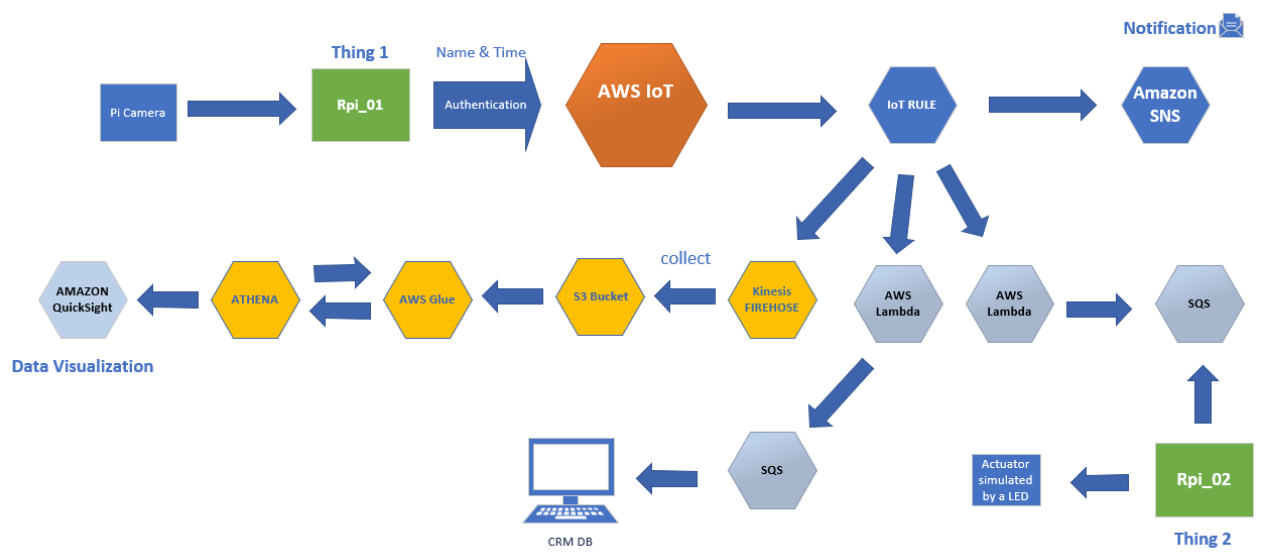 Notification
Thing 1
Name & Time
Pi Camera
Rpi_01
Authentication
AWS IoT
IoT RULE
Amazon
SNS
collect
AMAZON
QuickSight
ATHENA
AWS Glue
S3 Bucket
Kinesis
FIREHOSE
AWS
Lambda
AWS
Lambda
SQS
Data Visualization
SQS
CRM DB
Actuator
simulated
by a LED
Rpi_02
Thing 2